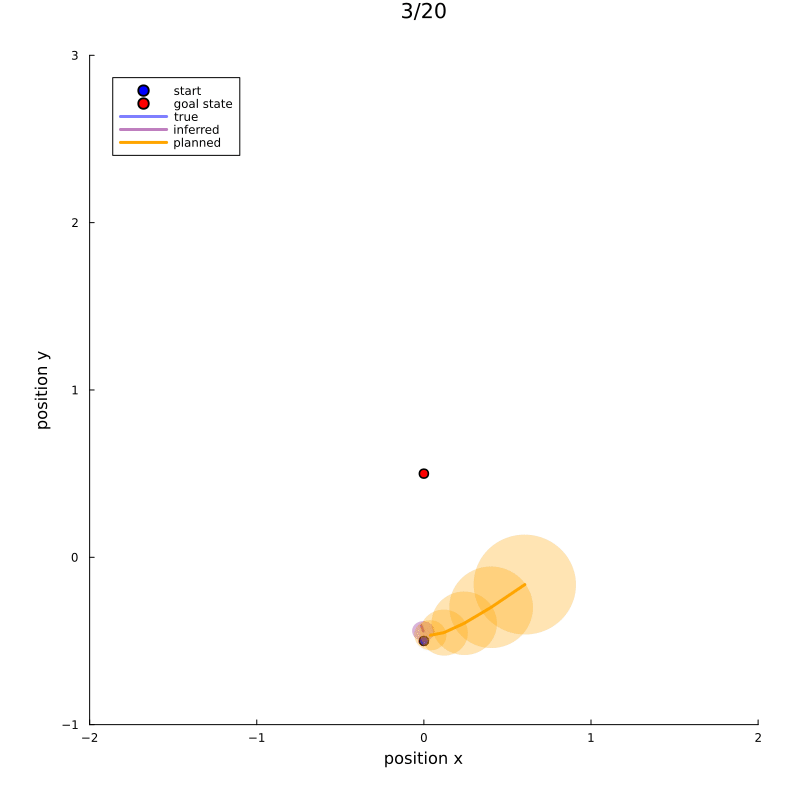 3/20
3
2
1
0
−1
−2
−1
0
1
2
position x
position y
start
goal state
true
inferred
planned